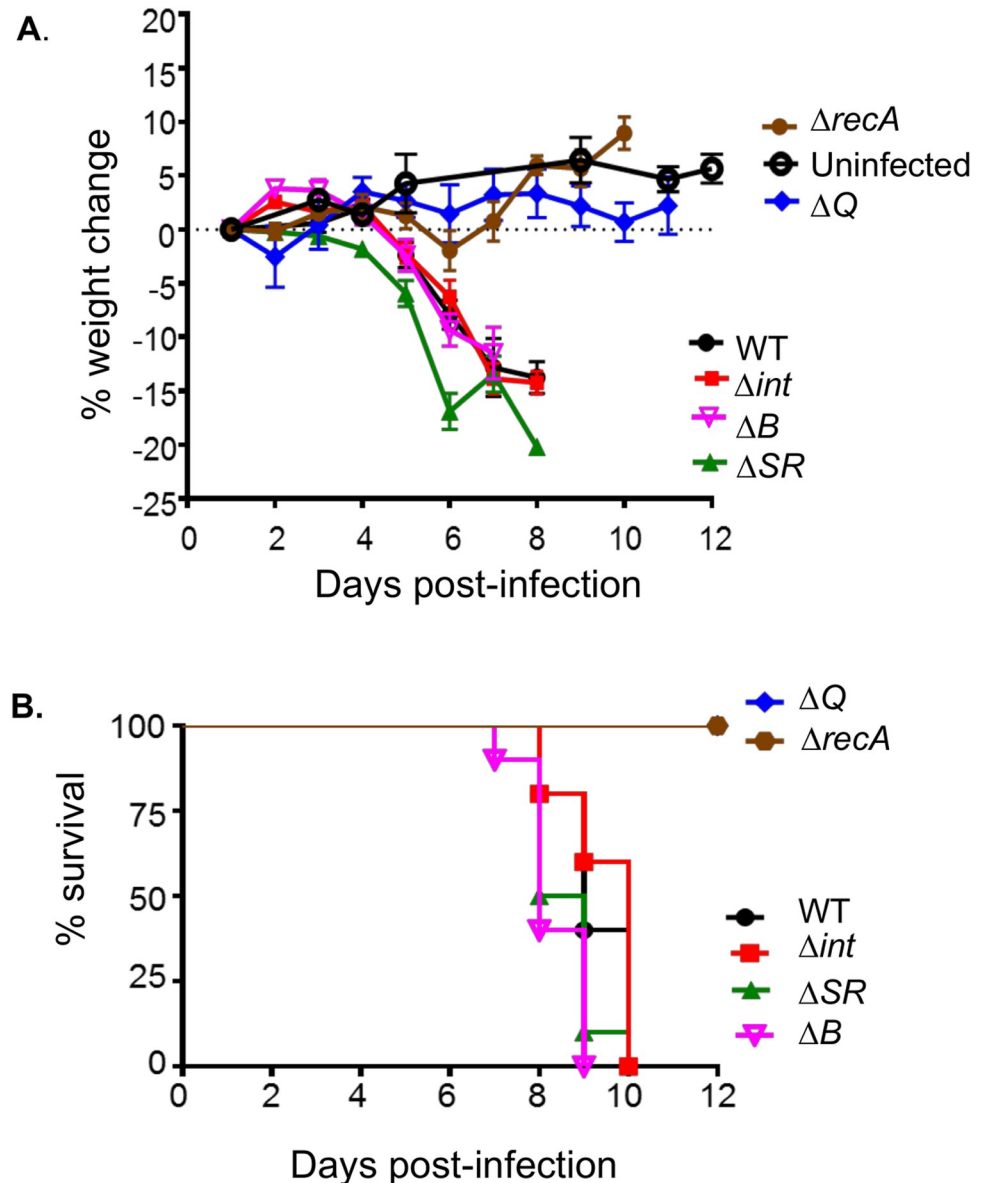 A.
20
15
10
5
0
-5
-10
-15
-20
-25
% weight change
0 2 4 6 8 10 12
Days post-infection
ΔrecA
Uninfected
ΔQ
WT
Δint
ΔB
ΔSR
B.
100
75
50
25
0
% survival
0 2 4 6 8 10 12
Days post-infection
ΔQ
ΔrecA
WT
Δint
ΔSR
ΔB